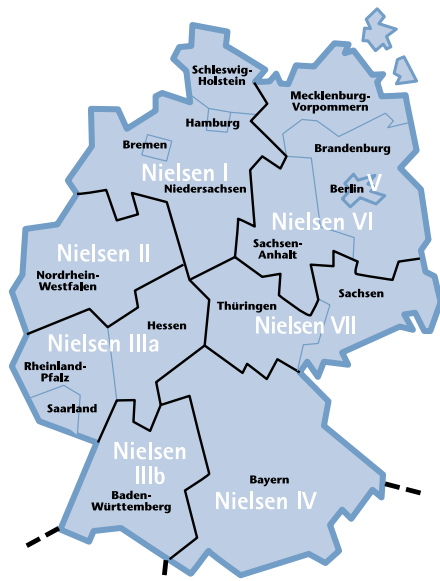 Schleswig-
Holstein
Mecklenburg-
Vorpommern
Hamburg
Bremen
Brandenburg
Nielsen I
Niedersachsen
Berlin V
Nielsen VI
Nielsen II
Sachsen-
Anhalt
Nordrhein-
Westfalen
Thüringen
Sachsen
Hessen
Nielsen VII
Nielsen IIIa
Rheinland-
Pfalz
Saarland
Nielsen
IIIb
Baden-
Württemberg
Bayern
Nielsen IV